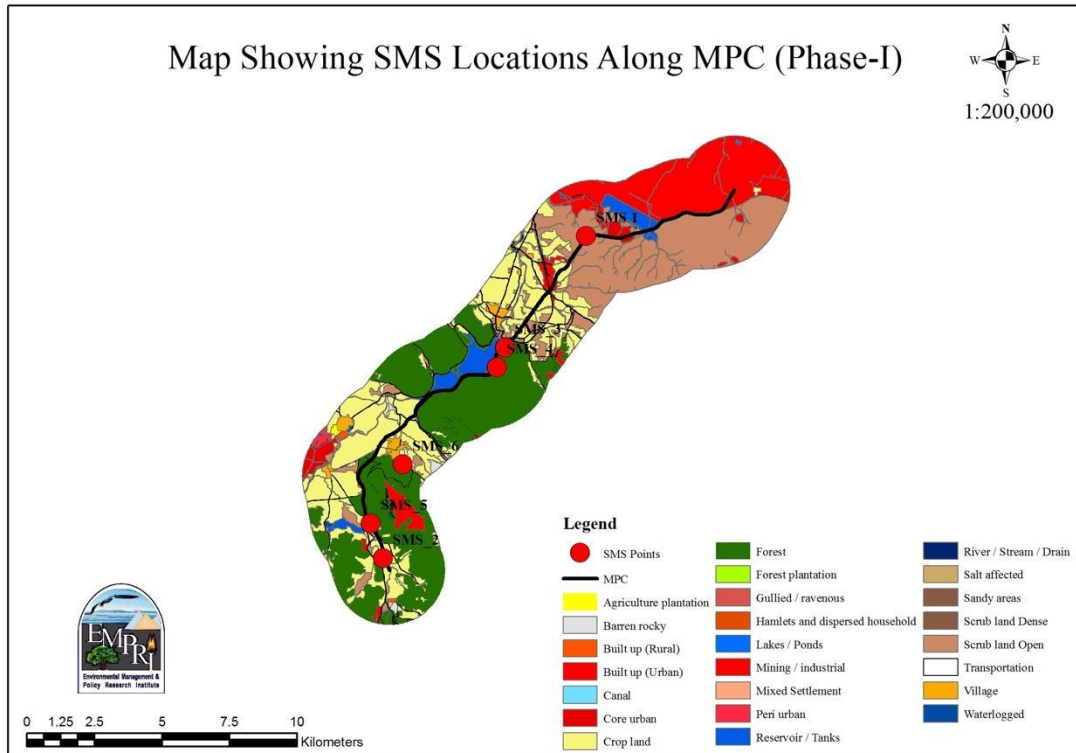 Map Showing SMS Locations Along MPC (Phase-I)
N
W E
S
1:200,000
SMS 1
SMS_3
SMS_4
SMS_6
SMS_5
SMS_2
Legend
SMS Points
MPC
Agriculture plantation
Barren rocky
Built up (Rural)
Built up (Urban)
Canal
Core urban
Crop land
Forest
Forest plantation
Gullied / ravenous
Hamlets and dispersed household
Lakes / Ponds
Mining / industrial
Mixed Settlement
Peri urban
Reservoir / Tanks
River / Stream / Drain
Salt affected
Sandy areas
Scrub land Dense
Scrub land Open
Transportation
Village
Waterlogged
EMPRI
Environmental Management &
Policy Research Institute
0 1.25 2.5 5 7.5 10
Kilometers